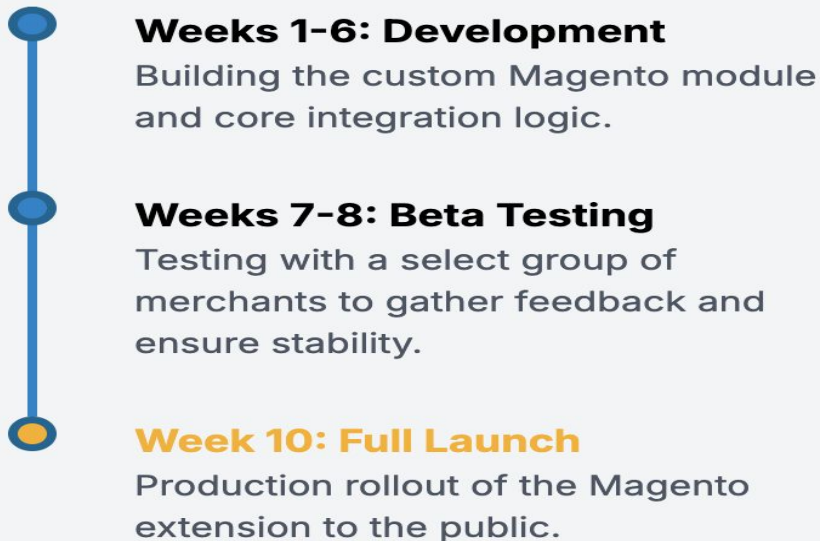 Weeks 1-6: Development
Building the custom Magento module
and core integration logic.
Weeks 7-8: Beta Testing
Testing with a select group of
merchants to gather feedback and
ensure stability.
Week 10: Full Launch
Production rollout of the Magento
extension to the public.